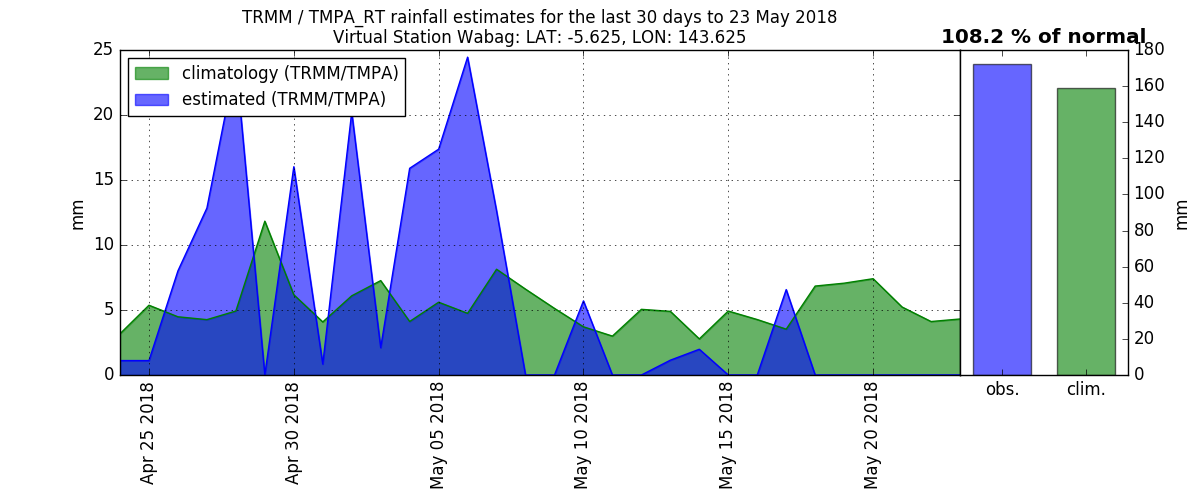 TRMM / TMPA_RT rainfall estimates for the last 30 days to 23 May 2018
Virtual Station Wabag: LAT: -5.625, LON: 143.625
108.2 % of normal
climatology (TRMM/TMPA)
estimated (TRMM/TMPA)
25
20
15
10
5
0
mm
180
160
140
120
100
80
60
40
20
0
mm
Apr 25 2018
Apr 30 2018
May 05 2018
May 10 2018
May 15 2018
May 20 2018
obs.
clim.